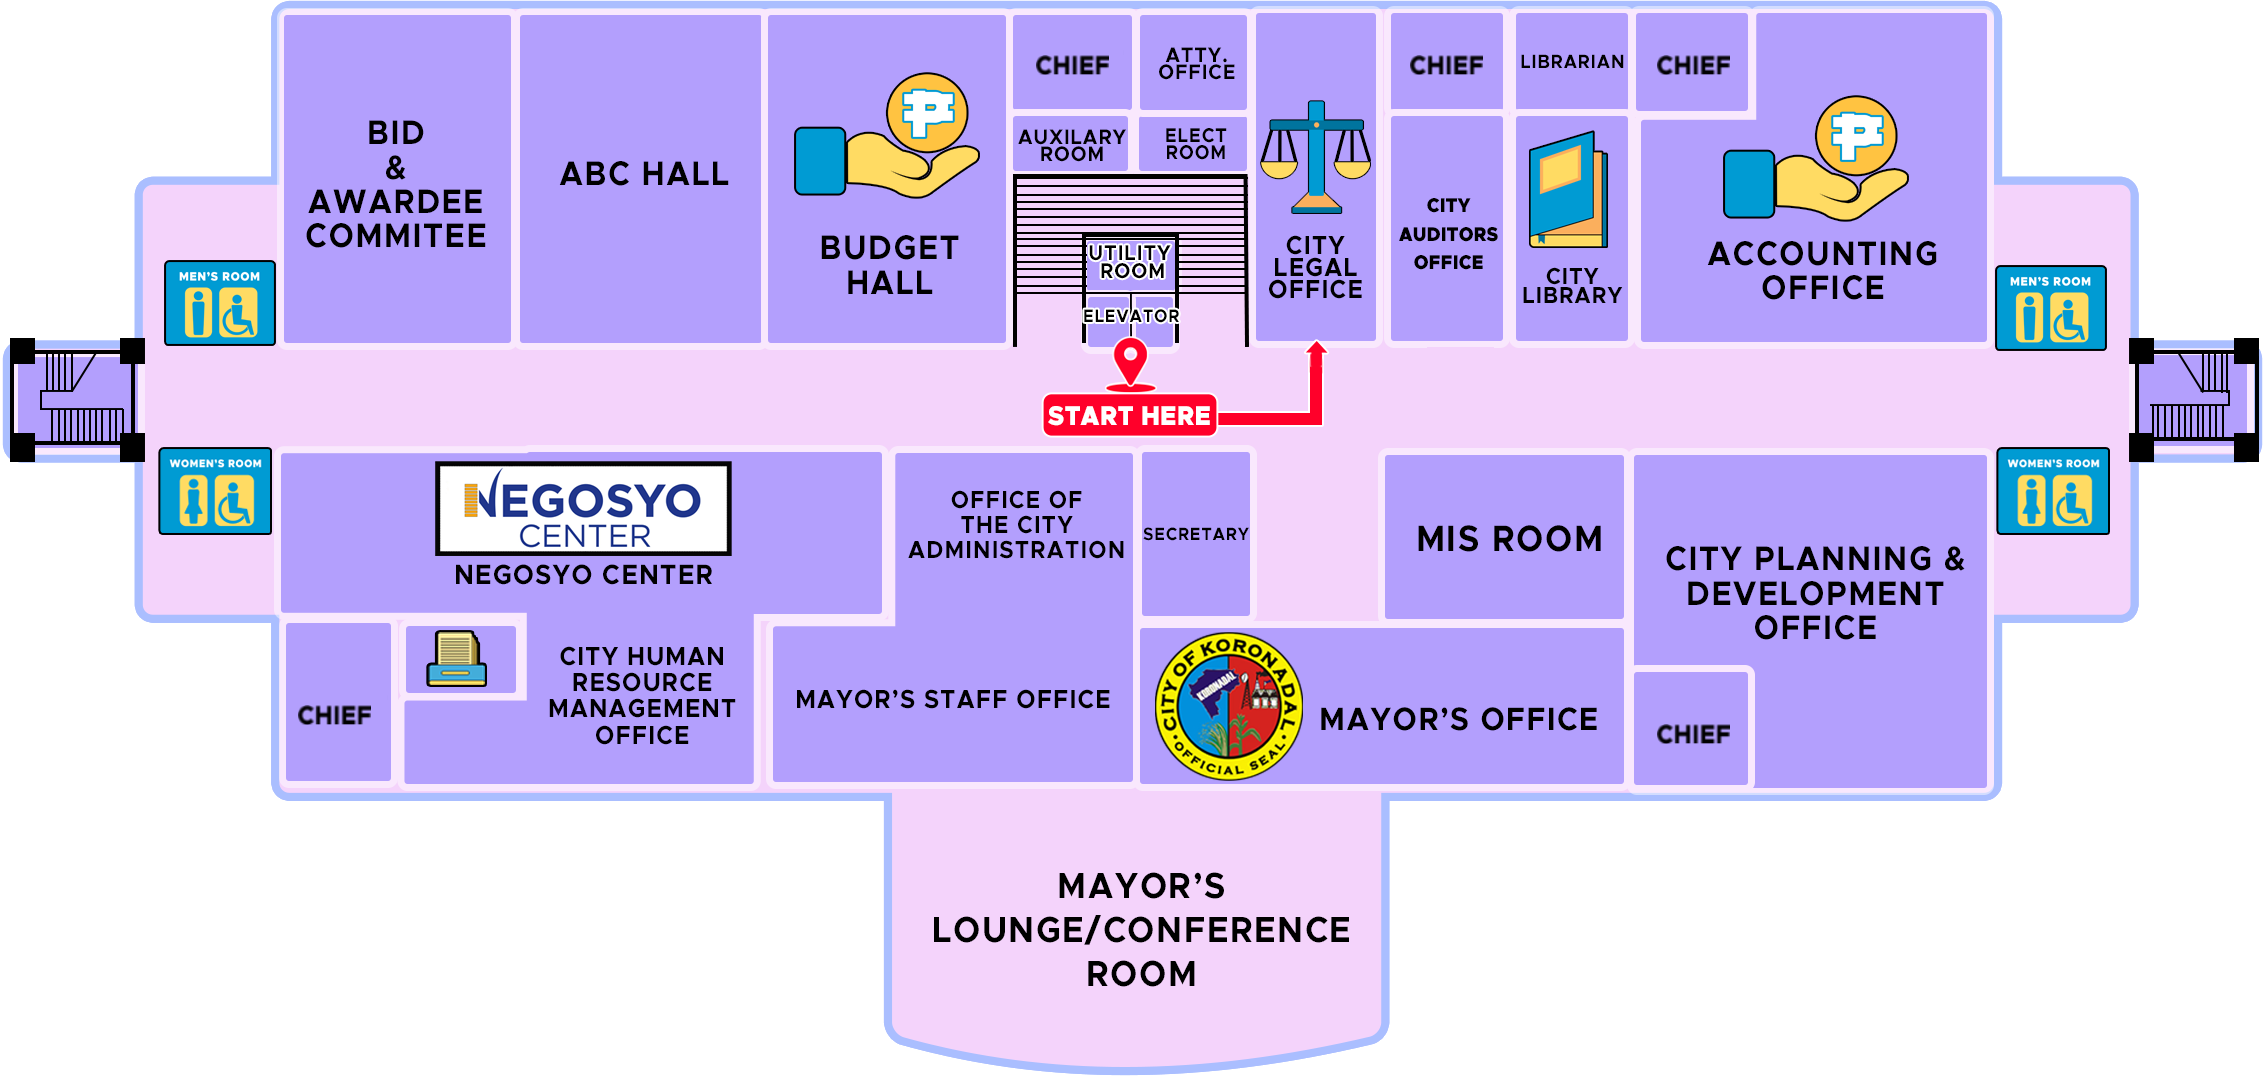 CHIEF
ATTY.
OFFICE
CHIEF
LIBRARIAN
CHIEF
BID
&
AWARDEE
COMMITEE
ABC HALL
BUDGET
HALL
AUXILARY
ROOM
ELECT
ROOM
UTILITY
ROOM
ELEVATOR
CITY
LEGAL
OFFICE
CITY
AUDITORS
OFFICE
CITY
LIBRARY
ACCOUNTING
OFFICE
MEN'S ROOM
MEN'S ROOM
START HERE
WOMEN'S ROOM
WOMEN'S ROOM
NEGOSYO
CENTER
NEGOSYO CENTER
OFFICE OF
THE CITY
ADMINISTRATION
SECRETARY
MIS ROOM
CITY PLANNING &
DEVELOPMENT
OFFICE
CHIEF
CITY HUMAN
RESOURCE
MANAGEMENT
OFFICE
MAYOR'S STAFF OFFICE
CITY OF KORONADAL
KORONADAL
OFFICIAL SEAL
MAYOR'S OFFICE
CHIEF
MAYOR'S
LOUNGE/CONFERENCE
ROOM